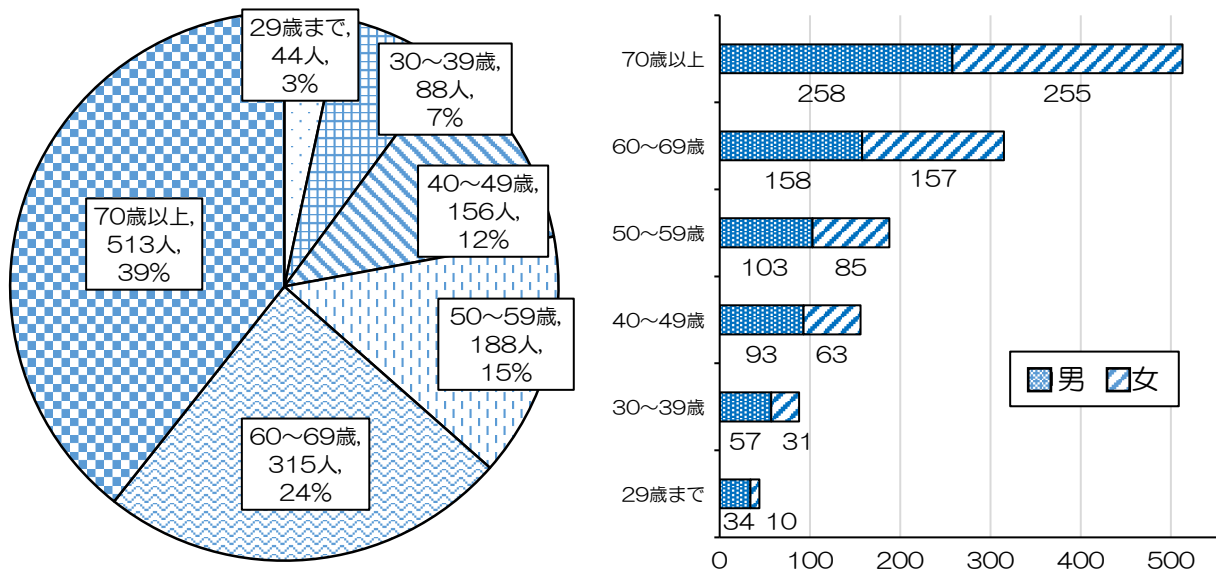 29歳まで,
44人,
3%
30～39歳,
88人,
7%
40～49歳,
156人,
12%
50～59歳,
188人,
15%
60～69歳,
315人,
24%
70歳以上,
513人,
39%
70歳以上
258 255
60～69歳
158 157
50～59歳
103 85
40～49歳
93 63
30～39歳
57 31
29歳まで
34 10
0 100 200 300 400 500
男 女